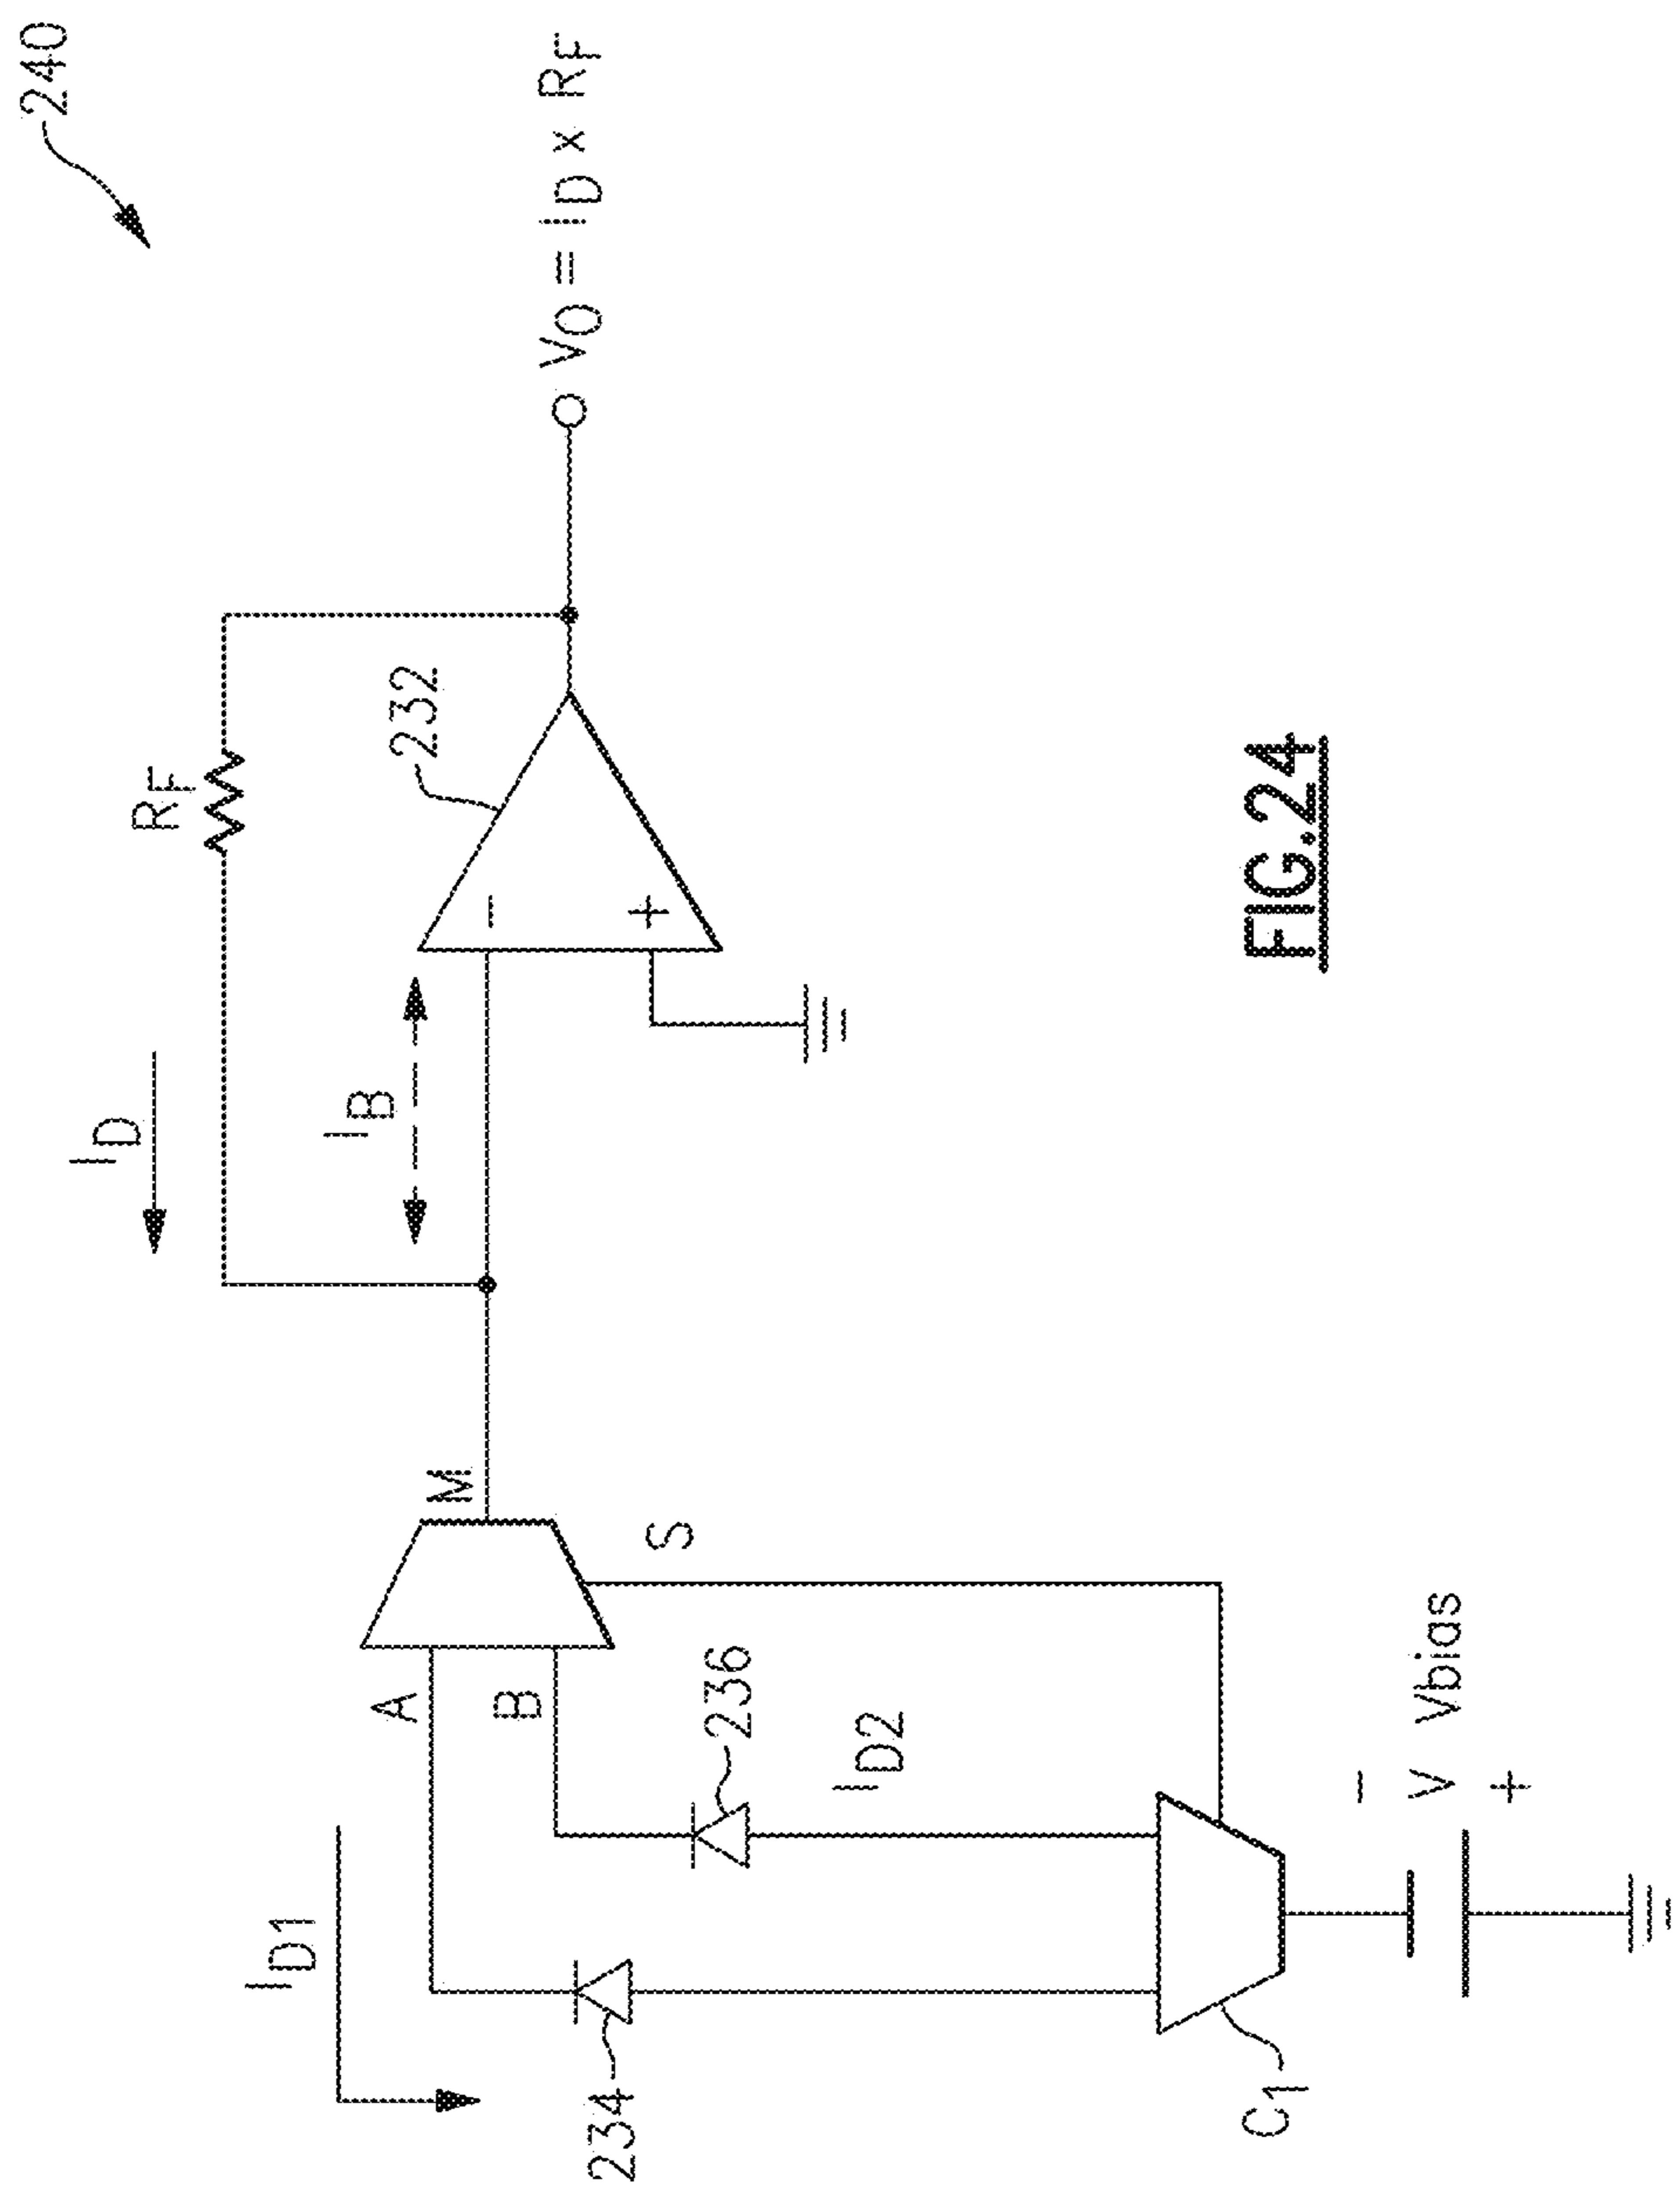 240
RF
ID
232
VO = ID x RF
IB
−
+
M
A
B
S
ID1
236
234
ID2
C1
−
V Vbias
+
FIG.24